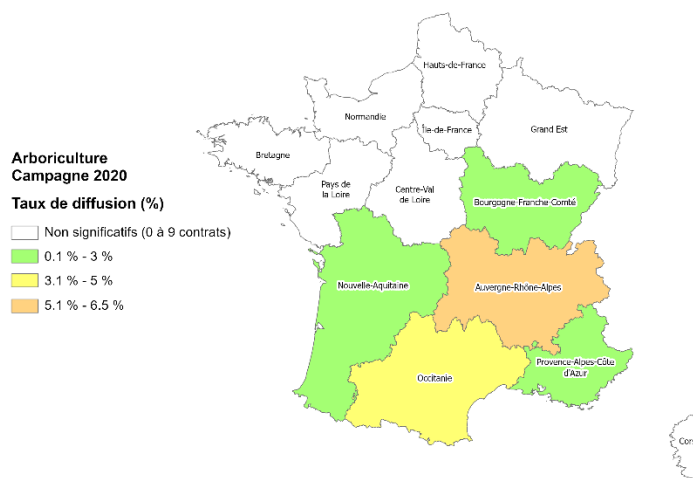 Arboriculture
Campagne 2020
Taux de diffusion (%)
Non significatifs (0 à 9 contrats)
0.1 % - 3 %
3.1 % - 5 %
5.1 % - 6.5 %
Hauts-de-France
Normandie
Île-de-France
Grand Est
Bretagne
Pays de
la Loire
Centre-Val
de Loire
Bourgogne-Franche-Comté
Nouvelle-Aquitaine
Auvergne-Rhône-Alpes
Provence-Alpes-Côte
d'Azur
Occitanie
Cors